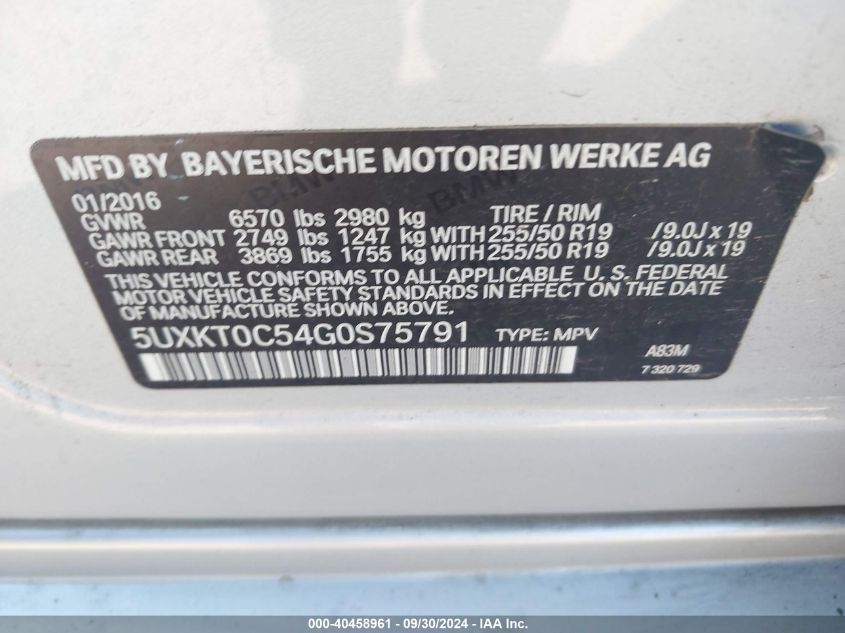 MFD BY BAYERISCHE MOTOREN WERKE AG
01/2016
GVWR 6570 lbs 2980 kg TIRE / RIM
GAWR FRONT 2749 lbs 1247 kg WITH 255/50 R19 /9.0J x 19
GAWR REAR 3869 lbs 1755 kg WITH 255/50 R19 /9.0J x 19
THIS VEHICLE CONFORMS TO ALL APPLICABLE U. S. FEDERAL
MOTOR VEHICLE SAFETY STANDARDS IN EFFECT ON THE DATE
OF MANUFACTURE SHOWN ABOVE.
5UXKT0C54G0S75791 TYPE: MPV
A83M
7 320 729
000-40458961 - 09/30/2024 - IAA Inc.